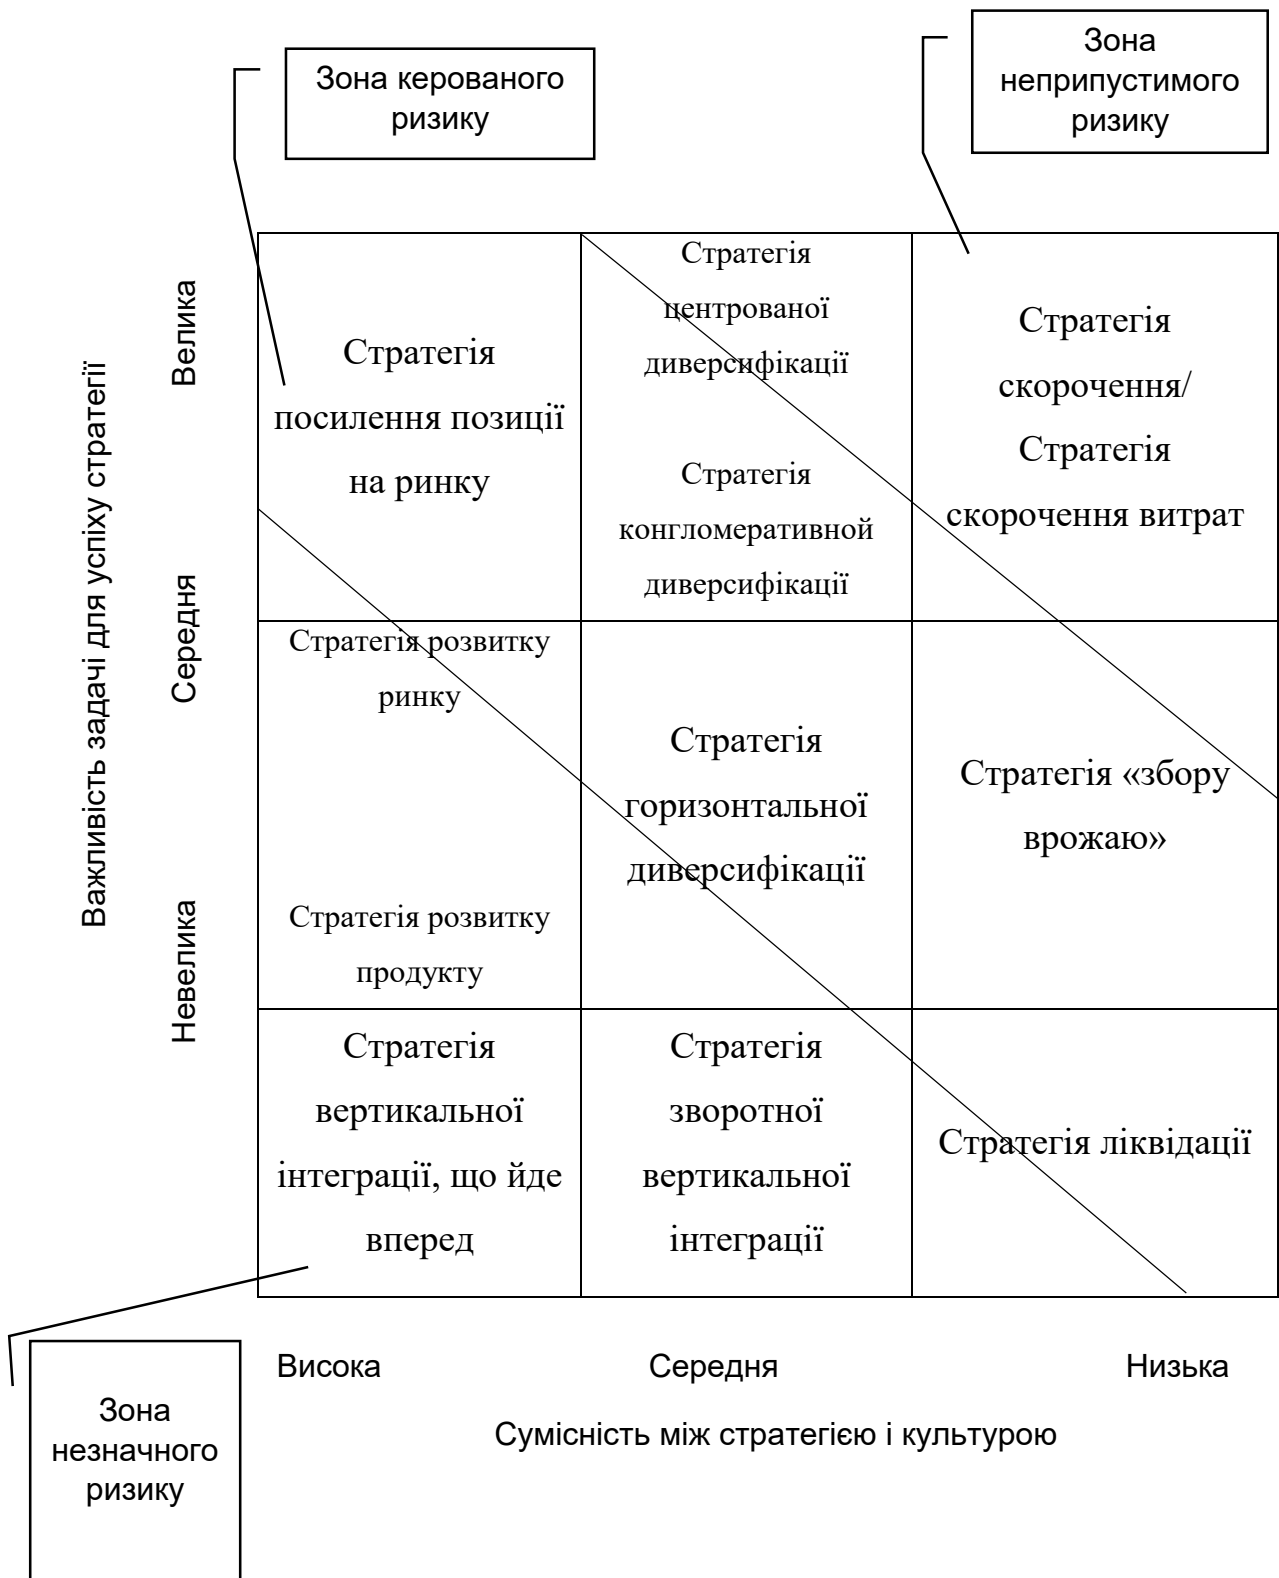 Зона керованого
ризику
Зона
неприпустимого
ризику
Важливість задачі для успіху стратегії
Велика
Середня
Невелика
Стратегія
посилення позиції
на ринку
Стратегія
центрованої
диверсифікації
Стратегія
конгломеративной
диверсифікації
Стратегія
скорочення/
Стратегія
скорочення витрат
Стратегія розвитку
ринку
Стратегія розвитку
продукту
Стратегія
горизонтальної
диверсифікації
Стратегія «збору
врожаю»
Стратегія
вертикальної
інтеграції, що йде
вперед
Стратегія
зворотної
вертикальної
інтеграції
Стратегія ліквідації
Висока
Середня
Низька
Сумісність між стратегією і культурою
Зона
незначного
ризику